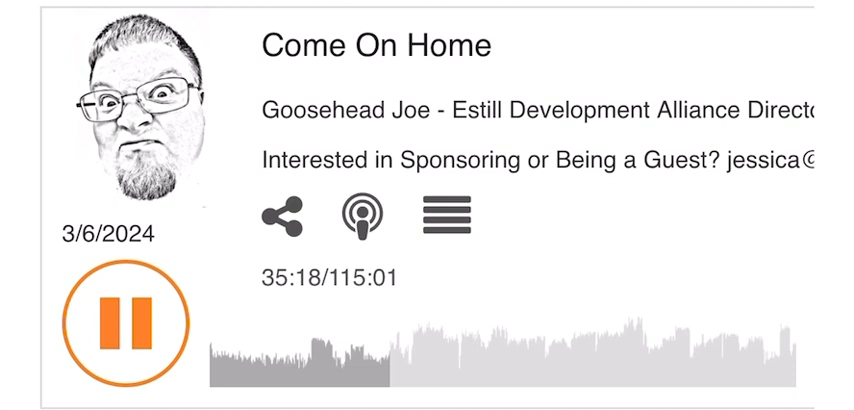 Come On Home
Goosehead Joe - Estill Development Alliance
Interested in Sponsoring or Being a Guest? jessica@
3/6/2024
35:18/115:01